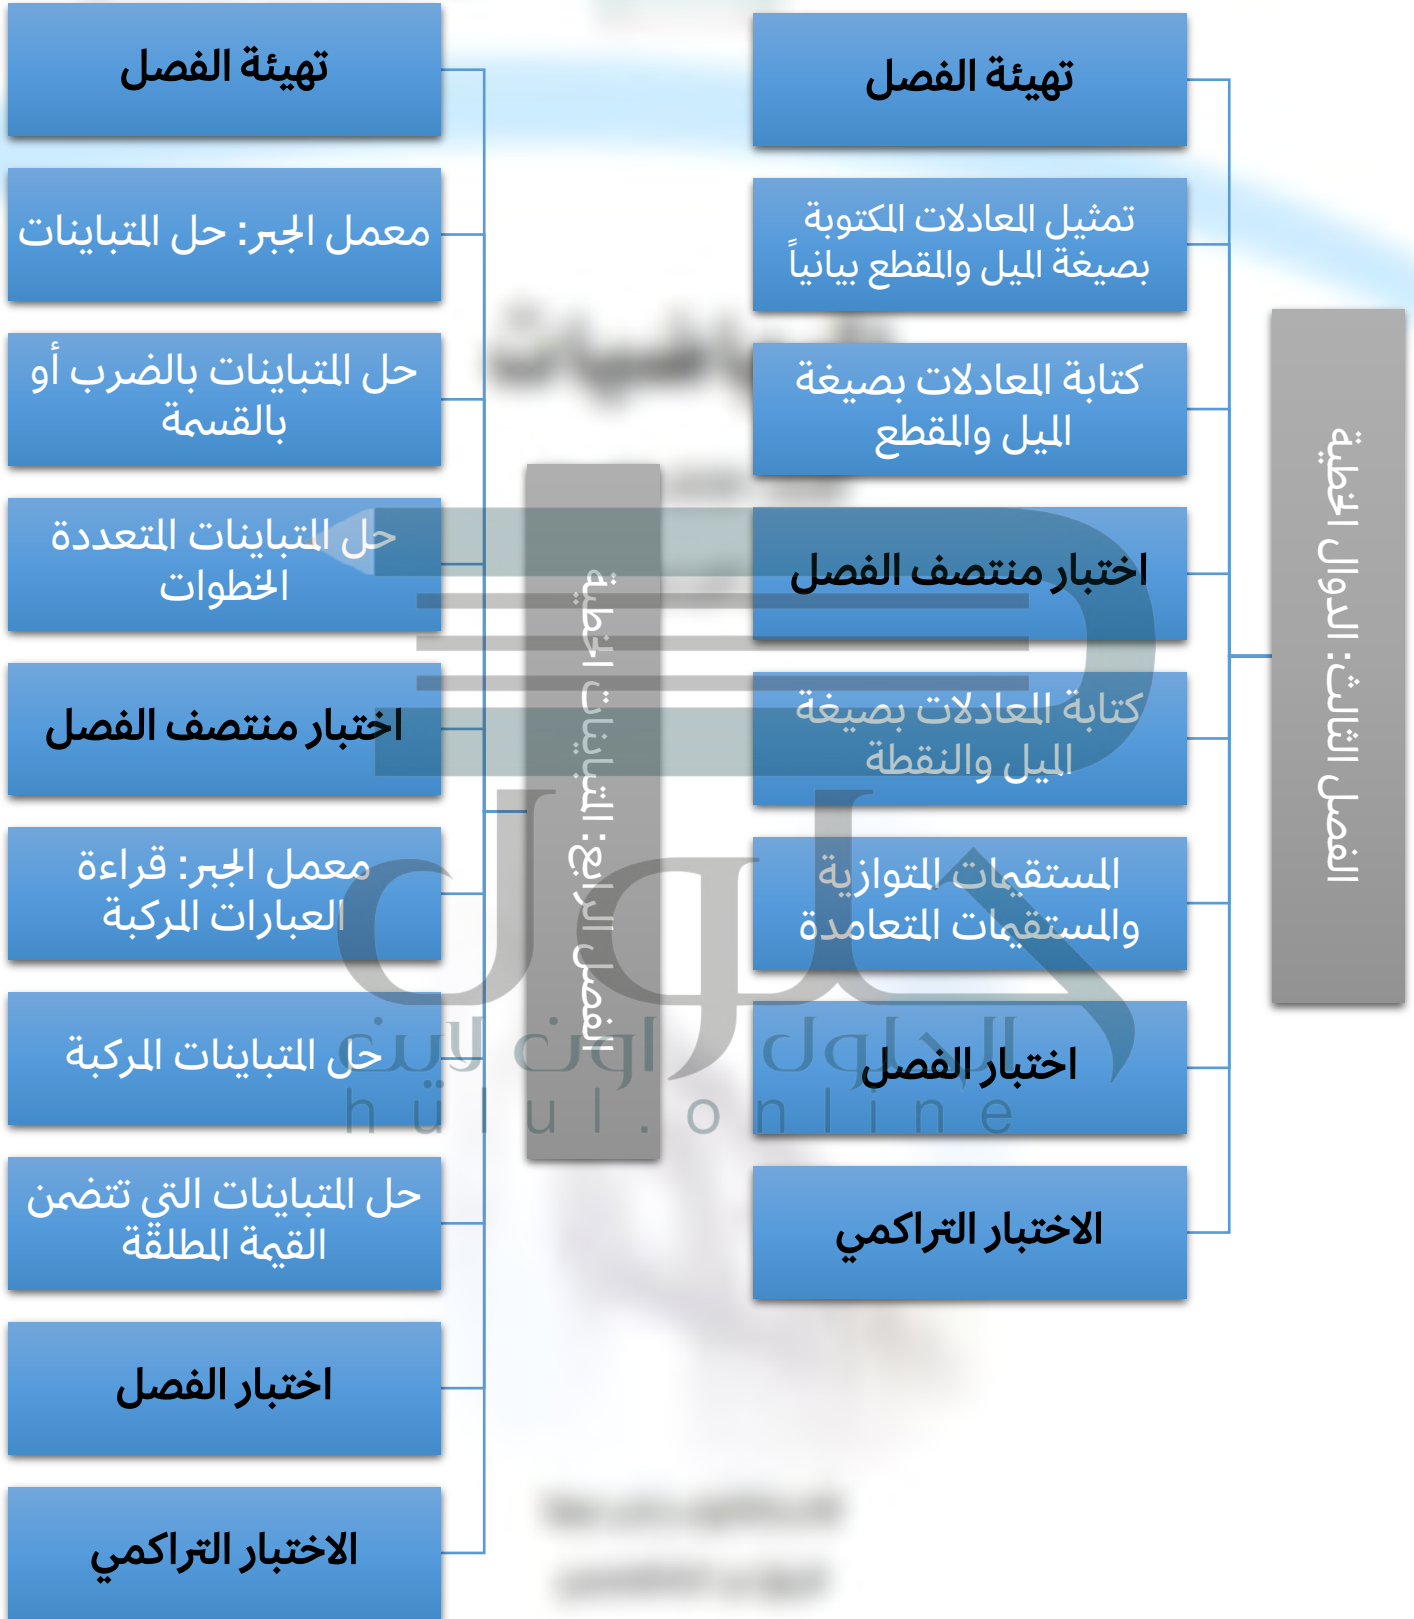 الفصل الثالث: الدوال الخطية
تهيئة الفصل
تمثيل المعادلات المكتوبة
بصيغة الميل والمقطع بيانياً
كتابة المعادلات بصيغة
الميل والمقطع
اختبار منتصف الفصل
كتابة المعادلات بصيغة
الميل والنقطة
المستقيمات المتوازية
والمستقيمات المتعامدة
اختبار الفصل
الاختبار التراكمي
الفصل الرابع: المتباينات الخطية
تهيئة الفصل
معمل الجبر: حل المتباينات
حل المتباينات بالضرب أو
بالقسمة
حل المتباينات المتعددة
الخطوات
اختبار منتصف الفصل
معمل الجبر: قراءة
العبارات المركبة
حل المتباينات المركبة
حل المتباينات التي تتضمن
القيمة المطلقة
اختبار الفصل
الاختبار التراكمي
حلول
الحلول اون لاين
hulul.online